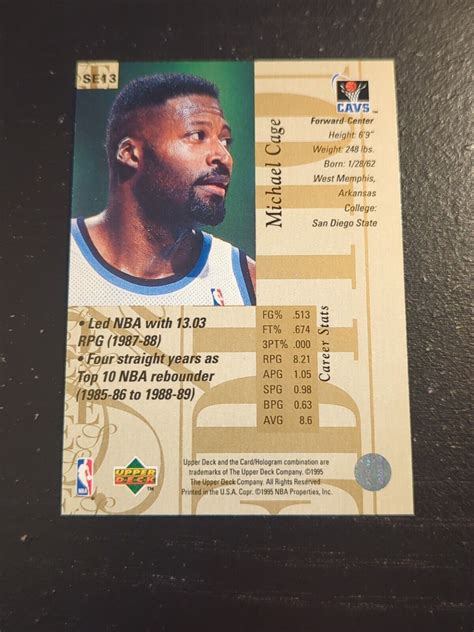 SE13
CAVS
Forward-Center
Height: 6'9"
Weight: 248 lbs.
Born: 1/28/62
West Memphis,
Arkansas
College:
San Diego State
Michael Cage
• Led NBA with 13.03
RPG (1987-88)
• Four straight years as
Top 10 NBA rebounder
(1985-86 to 1988-89)
FG% .513
FT% .674
3PT% .000
RPG 8.21
APG 1.05
SPG 0.98
BPG 0.63
AVG 8.6
Career Stats
NBA
UPPER
DECK
TM
Upper Deck and the Card/Hologram combination are
trademarks of The Upper Deck Company. ©1995
The Upper Deck Company. All Rights Reserved
Printed in the U.S.A. Copr. ©1995 NBA Properties, Inc.